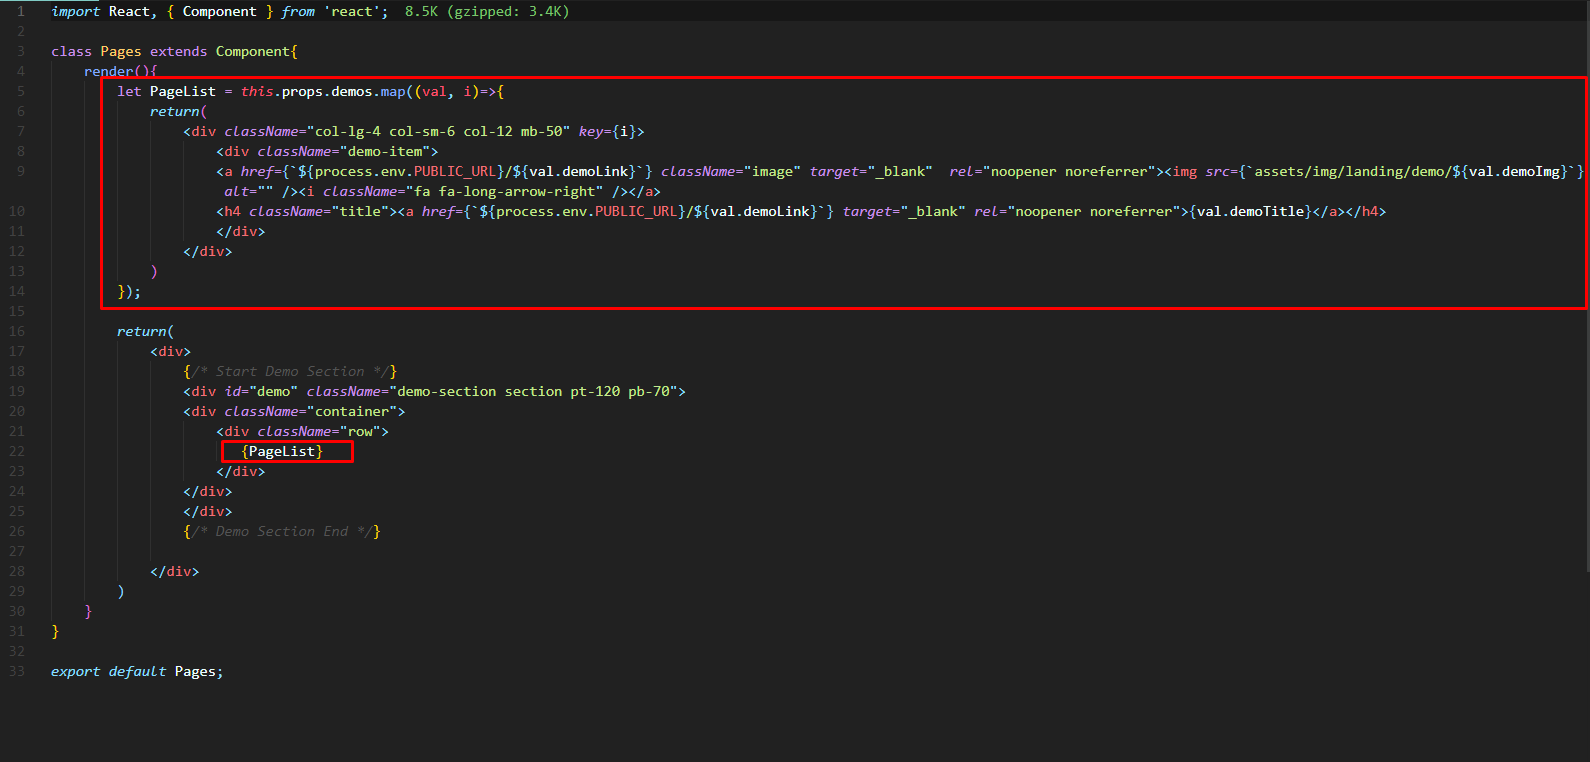 1 import React, { Component } from 'react'; 8.5K (gzipped: 3.4K)
2
3 class Pages extends Component{
4 render(){
5 let PageList = this.props.demos.map((val, i)=>{
6 return(
7 <div className="col-lg-4 col-sm-6 col-12 mb-50" key={i}>
8 <div className="demo-item">
9 <a href={`${process.env.PUBLIC_URL}/${val.demoLink}`} className="image" target="_blank"  rel="noopener noreferrer"><img src={`assets/img/landing/demo/${val.demoImg}`}
alt="" /><i className="fa fa-long-arrow-right" /></a>
10 <h4 className="title"><a href={`${process.env.PUBLIC_URL}/${val.demoLink}`} target="_blank" rel="noopener noreferrer">{val.demoTitle}</a></h4>
11 </div>
12 </div>
13 )
14 });
15
16 return(
17 <div>
18 {/* Start Demo Section */}
19 <div id="demo" className="demo-section section pt-120 pb-70">
20 <div className="container">
21 <div className="row">
22 {PageList}
23 </div>
24 </div>
25 </div>
26 {/* Demo Section End */}
27
28 </div>
29 )
30 }
31 }
32
33 export default Pages;